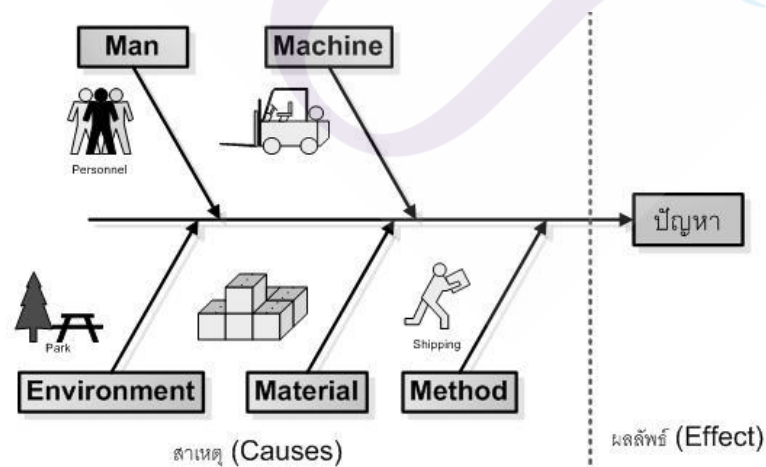 Man
Machine
Personnel
ปัญหา
Park
Shipping
Environment
Material
Method
สาเหตุ (Causes)
ผลลัพธ์ (Effect)